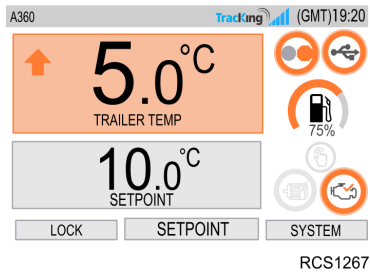 A360 TracKing (GMT)19:20
5.0°C
TRAILER TEMP
75%
10.0°C
SETPOINT
LOCK SETPOINT SYSTEM
RCS1267